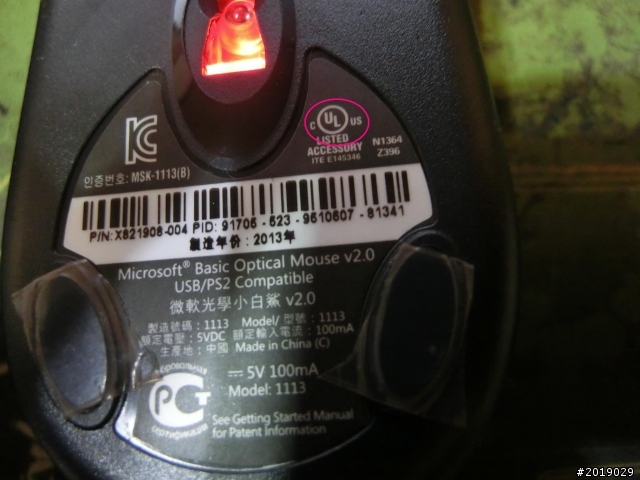 C UL US
LISTED
ACCESSORY
ITE E145346
N1364
Z396
인증번호: MSK-1113(B)
P/N: X821908-004 PID: 91705-523-9510607-81341
製造年份:2013年
Microsoft® Basic Optical Mouse v2.0
USB/PS2 Compatible
微軟光學小白鯊 v2.0
製造號碼:1113 Model/ 型號:1113
額定電壓:5VDC 額定輸入電流:100mA
生產地:中國 Made in China (C)
5V 100mA
Model: 1113
See Getting Started Manual
for Patent Information
сертификация
#2019029